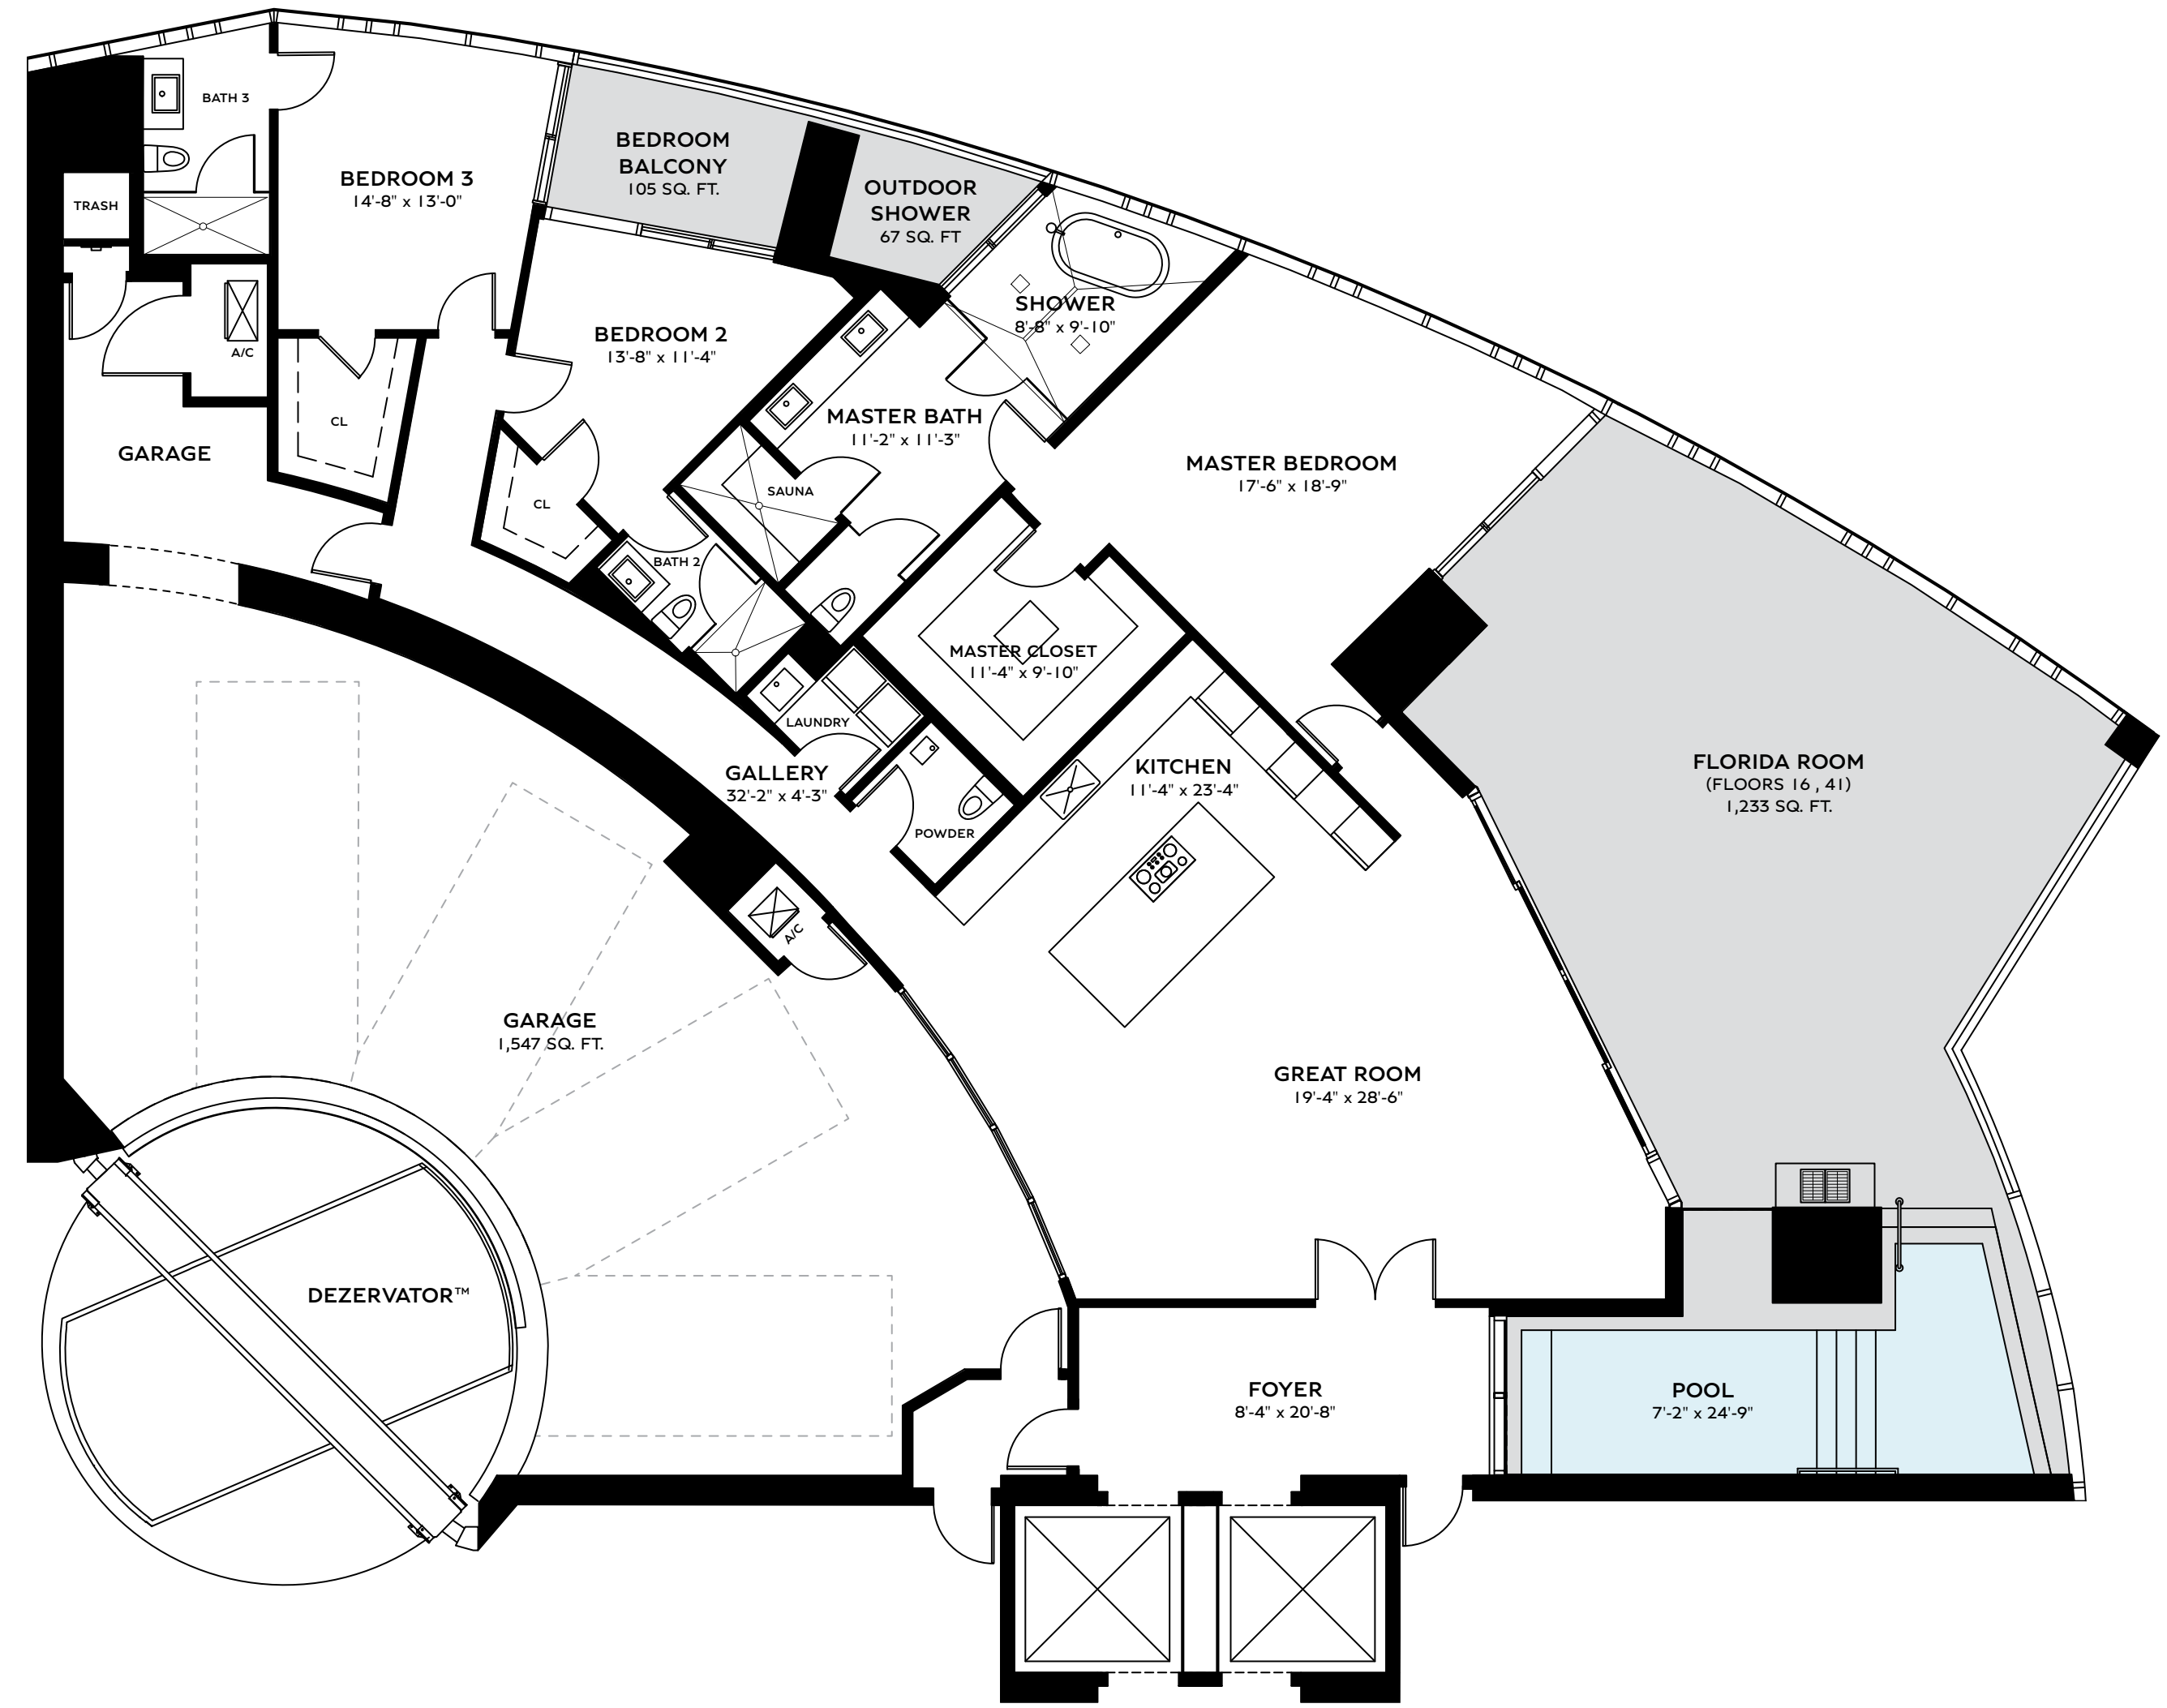 BATH 3
BEDROOM
BALCONY
105 SQ. FT.
BEDROOM 3
14'-8" x 13'-0"
OUTDOOR
SHOWER
67 SQ. FT
TRASH
SHOWER
8'-8" x 9'-10"
A/C
BEDROOM 2
13'-8" x 11'-4"
CL
MASTER BATH
11'-2" x 11'-3"
GARAGE
MASTER BEDROOM
17'-6" x 18'-9"
SAUNA
CL
BATH 2
MASTER CLOSET
11'-4" x 9'-10"
LAUNDRY
GALLERY
32'-2" x 4'-3"
KITCHEN
11'-4" x 23'-4"
FLORIDA ROOM
(FLOORS 16 , 41)
1,233 SQ. FT.
POWDER
A/C
GARAGE
1,547 SQ. FT.
GREAT ROOM
19'-4" x 28'-6"
DEZERVATOR™
FOYER
8'-4" x 20'-8"
POOL
7'-2" x 24'-9"